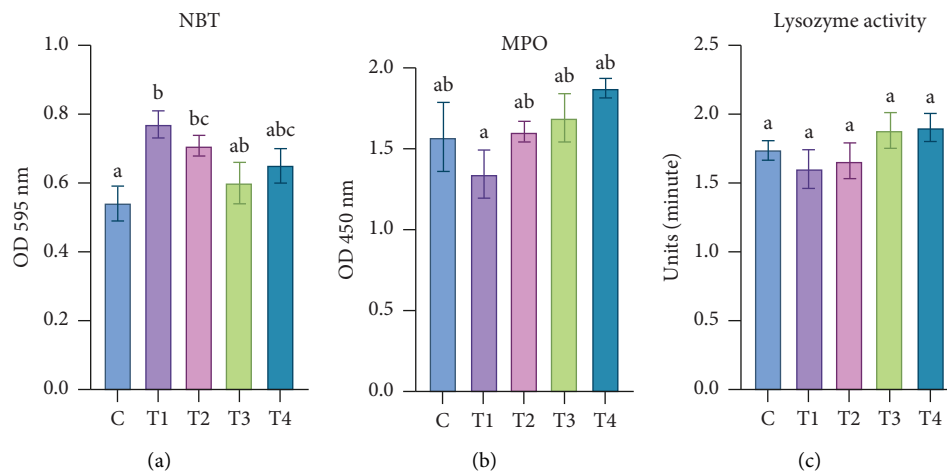 NBT
1.0
0.8
0.6
0.4
0.8
0.0
OD 595 nm
a
b
bc
ab
abc
C T1 T2 T3 T4
(a)
MPO
2.0
1.5
1.0
0.5
0.0
OD 450 nm
ab
a
ab
ab
ab
C T1 T2 T3 T4
(b)
Lysozyme activity
2.5
2.0
1.5
1.0
1.5
0.0
Units (minute)
a
a
a
a
a
C T1 T2 T3 T4
(c)